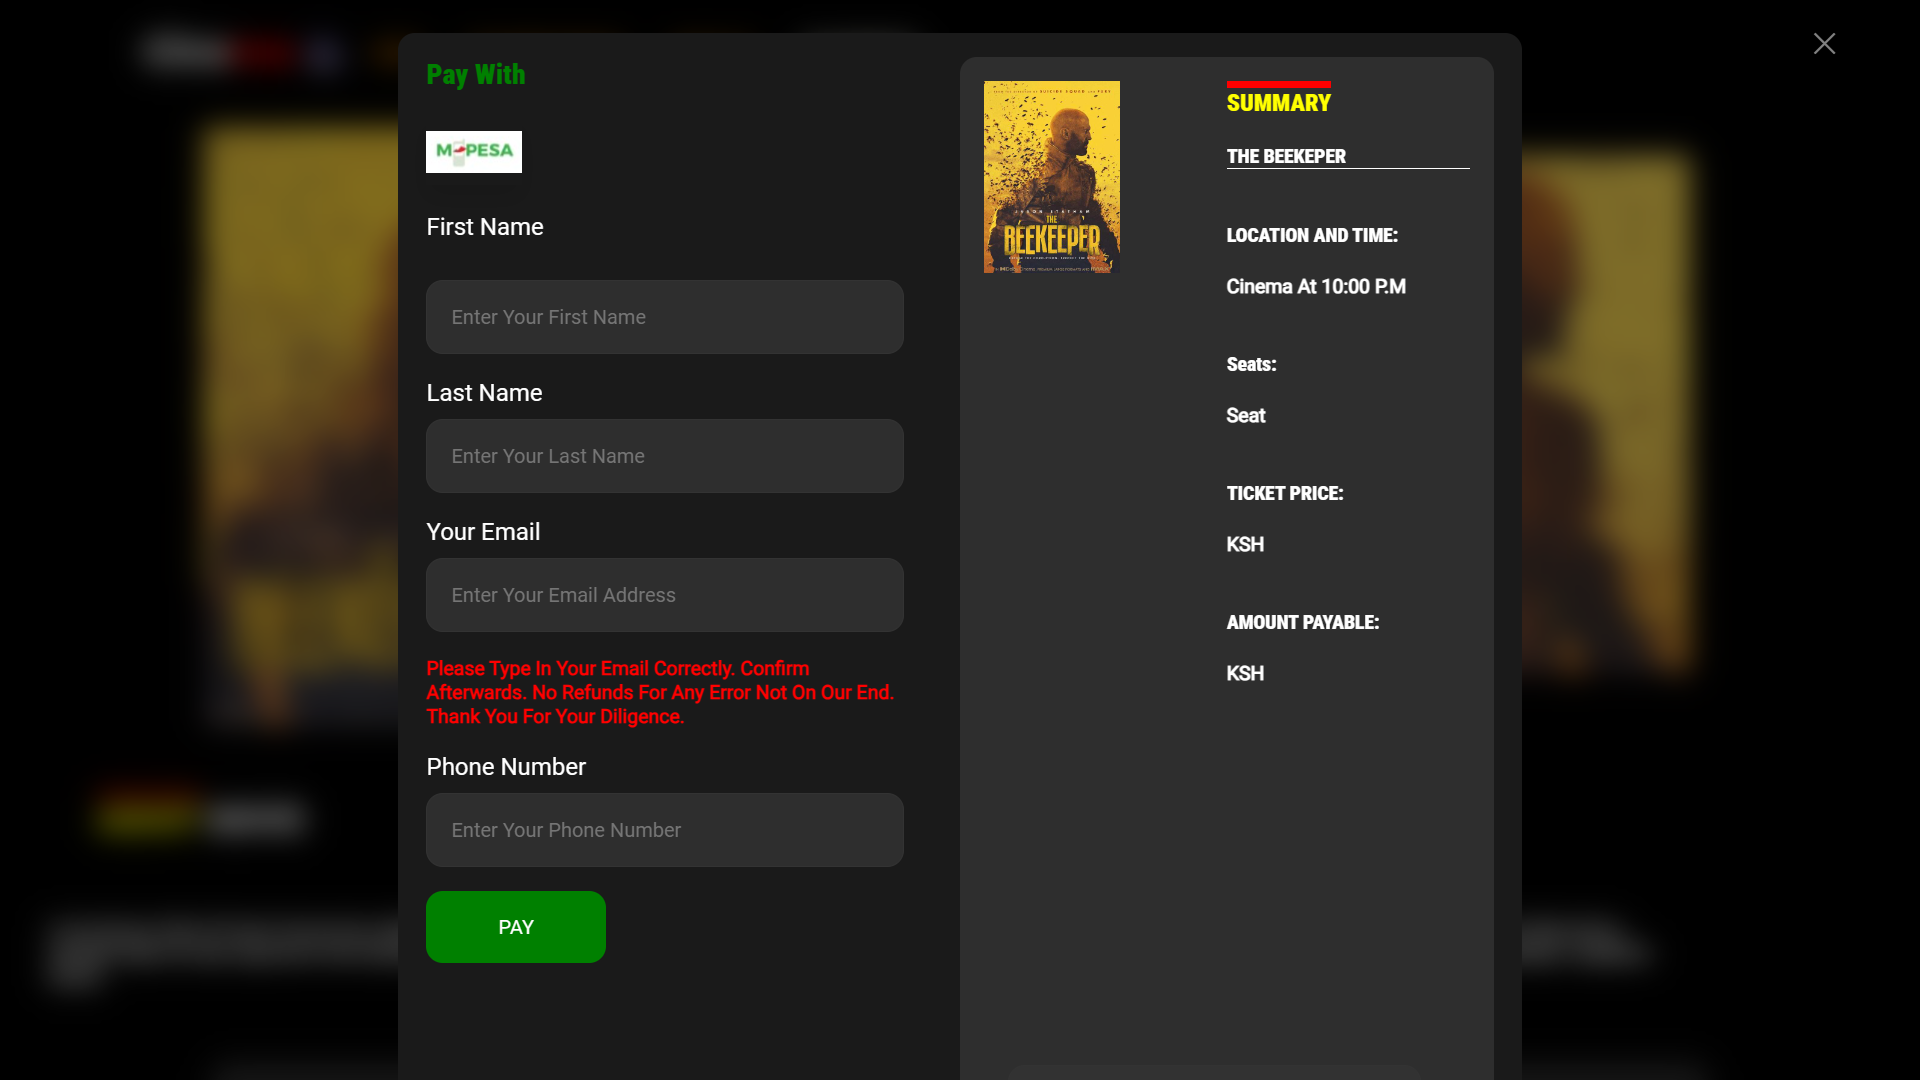 Pay With
M-PESA
First Name
Enter Your First Name
Last Name
Enter Your Last Name
Your Email
Enter Your Email Address
Please Type In Your Email Correctly. Confirm
Afterwards. No Refunds For Any Error Not On Our End.
Thank You For Your Diligence.
Phone Number
Enter Your Phone Number
PAY
JASON STATHAM
THE
BEEKEEPER
SUMMARY
THE BEEKEPER
LOCATION AND TIME:
Cinema At 10:00 P.M
Seats:
Seat
TICKET PRICE:
KSH
AMOUNT PAYABLE:
KSH